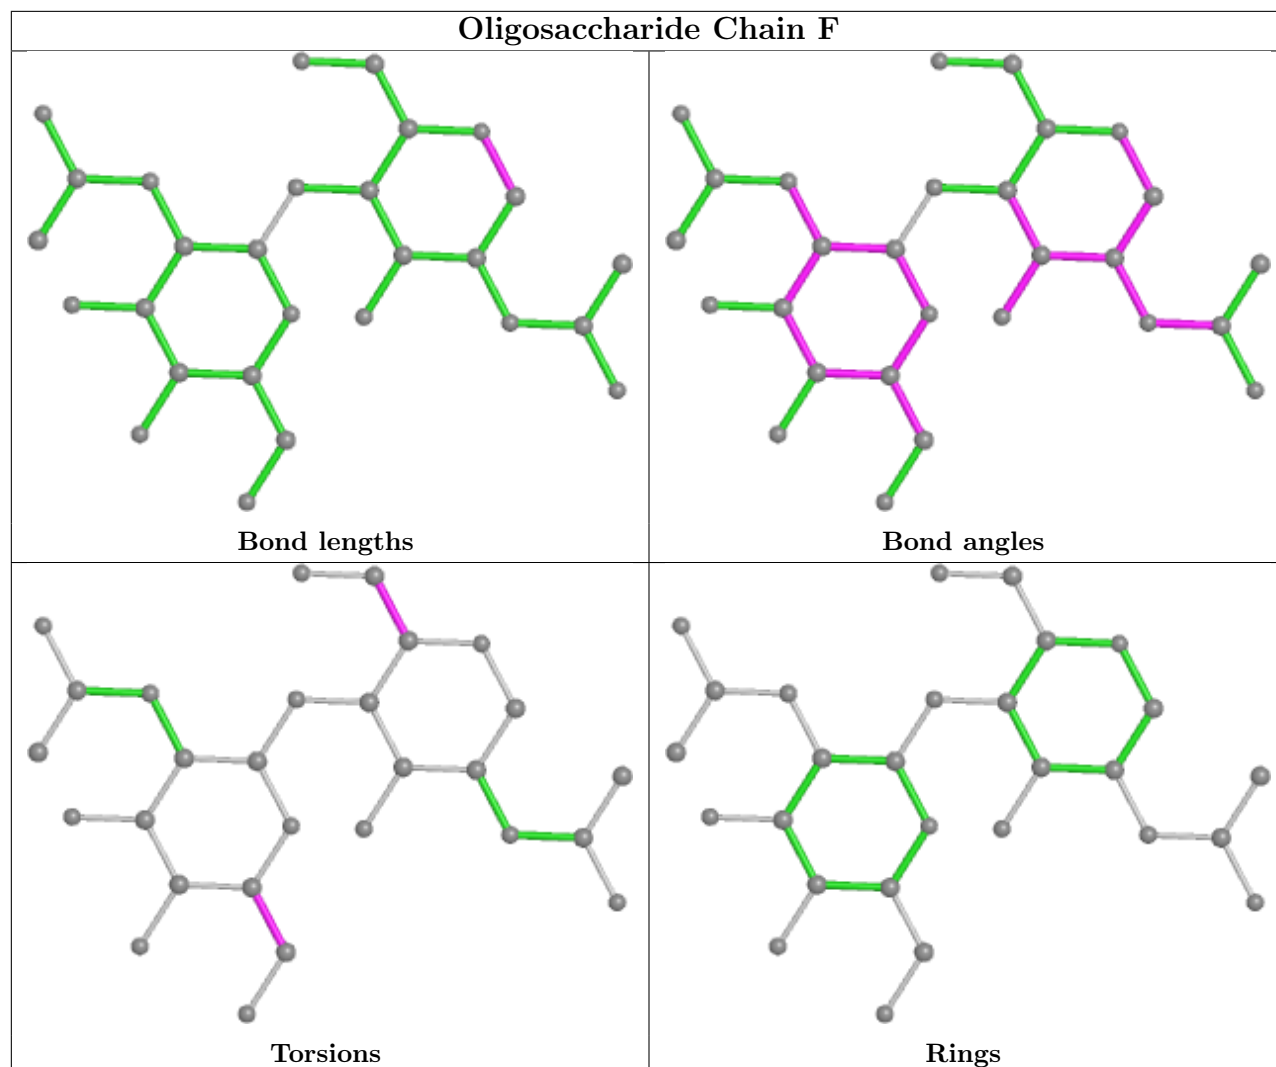 Oligosaccharide Chain F
Bond lengths
Bond angles
Torsions
Rings